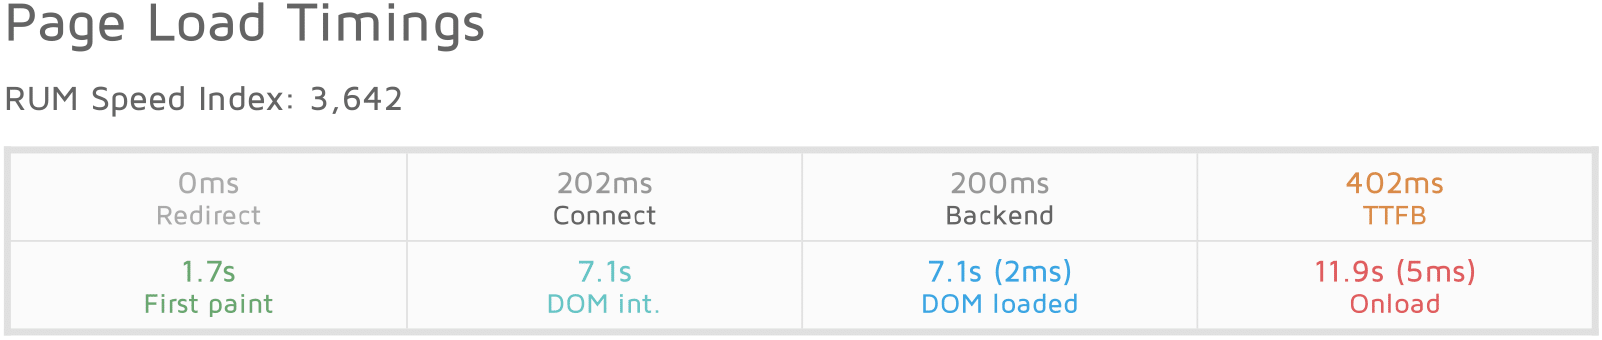 Page Load Timings
RUM Speed Index: 3,642
0ms
Redirect
202ms
Connect
200ms
Backend
402ms
TTFB
1.7s
First paint
7.1s
DOM int.
7.1s (2ms)
DOM loaded
11.9s (5ms)
Onload